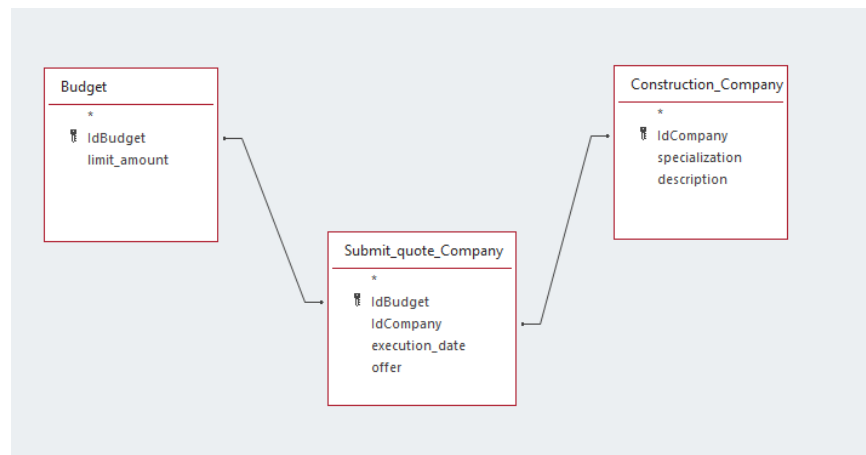 Budget
*
IdBudget
limit_amount
Construction_Company
*
IdCompany
specialization
description
Submit_quote_Company
*
IdBudget
IdCompany
execution_date
offer